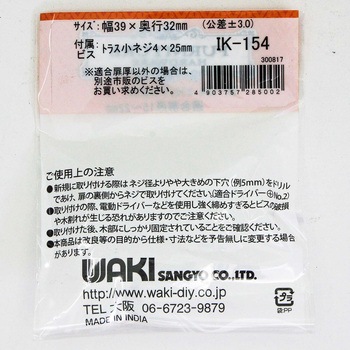 サイズ：幅39×奥行32mm（公差±3.0）
付属：トラストネジ4×25mm
ビス
IK-154
300817
※適合扉厚以外の場合は、
別途市販のビスを
お買い求めください。
4 903757 285002
ご使用上の注意
●新規に取り付ける際はネジ径よりやや大きめの下穴（例5mm）をドリル
であけ、扉の裏側からネジで取り付けてください。（適合ドライバー⊕No.2）
●取り付けの際、電動ドライバーなどを使用し強く締めすぎるとビスの破損
や木割れが生じる恐れがありますのでご注意ください。
●取り付けた後、木部にしっかり固定されていることをご確認ください。
●本商品は改良等の目的から仕様・寸法などを予告無しに変更する場合
があります。
WAKI SANGYO CO.,LTD.
http://www.waki-diy.co.jp
TEL 大阪 06-6723-9879
MADE IN INDIA
プラ
袋:PP